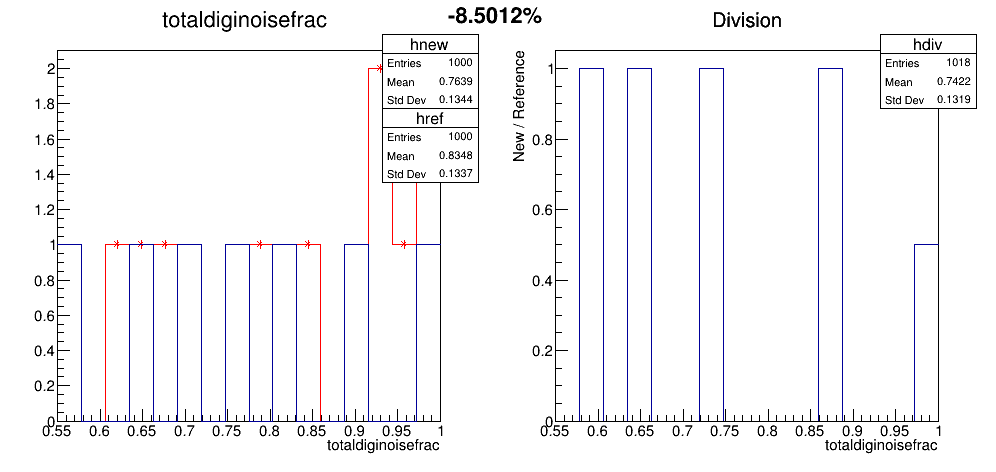 -8.5012%
totaldiginoisefrac
hnew
Entries 1000
Mean 0.7639
Std Dev 0.1344
href
Entries 1000
Mean 0.8348
Std Dev 0.1337
2
1.8
1.6
1.4
1.2
1
0.8
0.6
0.4
0.2
0
0.55 0.6 0.65 0.7 0.75 0.8 0.85 0.9 0.95 1
totaldiginoisefrac
Division
hdiv
Entries 1018
Mean 0.7422
Std Dev 0.1319
New / Reference
1
0.8
0.6
0.4
0.2
0
0.55 0.6 0.65 0.7 0.75 0.8 0.85 0.9 0.95 1
totaldiginoisefrac